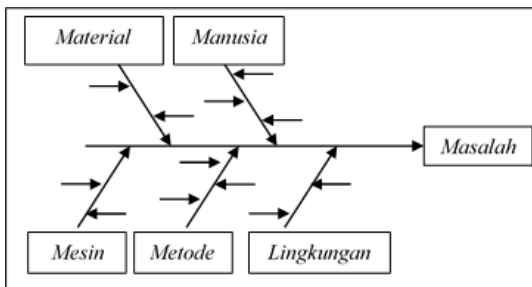 Material
Manusia
Masalah
Mesin
Metode
Lingkungan